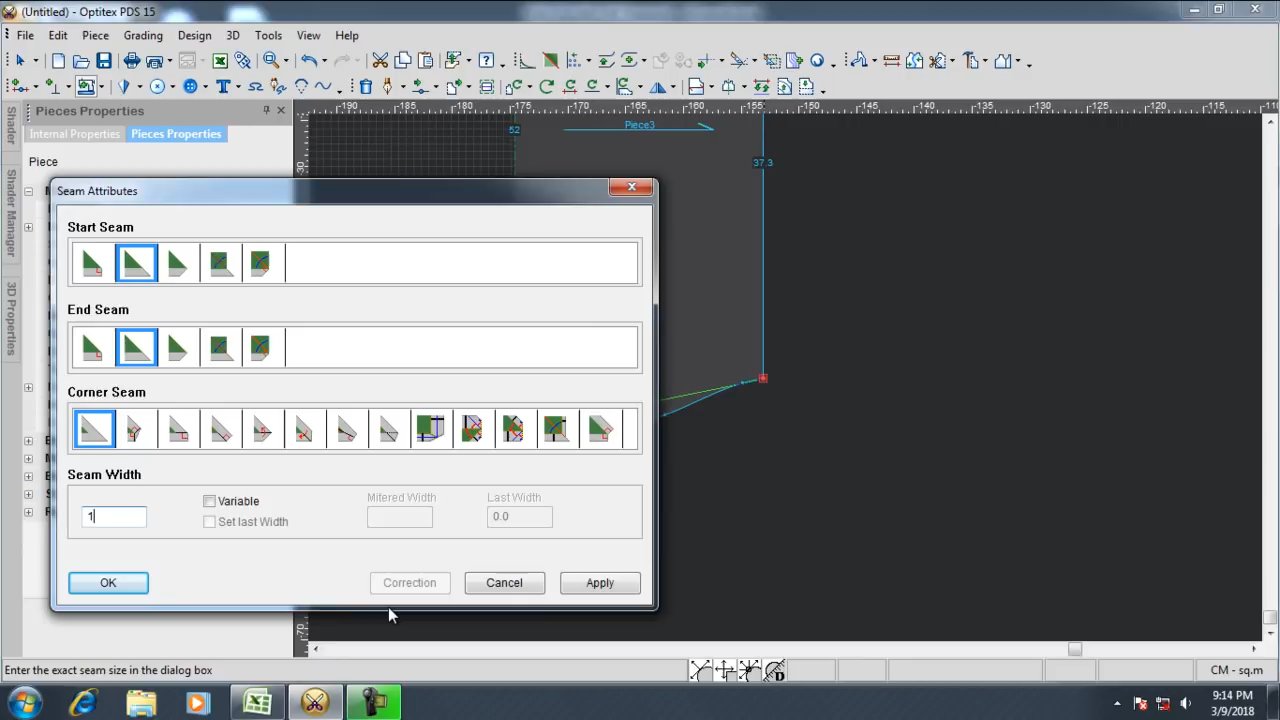 (Untitled) - Optitex PDS 15
File Edit Piece Grading Design 3D Tools View Help
-190 -185 -180 -175 -170 -165 -160 -155 -150 -145 -140 -135 -130 -125 -120 -115 -110
Shader
Shader Manager
3D Properties
Pieces Properties
Internal Properties Pieces Properties
Piece
52
Piece3
37.3
30
-70
Seam Attributes
Start Seam
End Seam
Corner Seam
Seam Width
Variable Mitered Width Last Width
1
Set last Width 0.0
OK Correction Cancel Apply
Enter the exact seam size in the dialog box
CM - sq.m
9:14 PM
3/9/2018